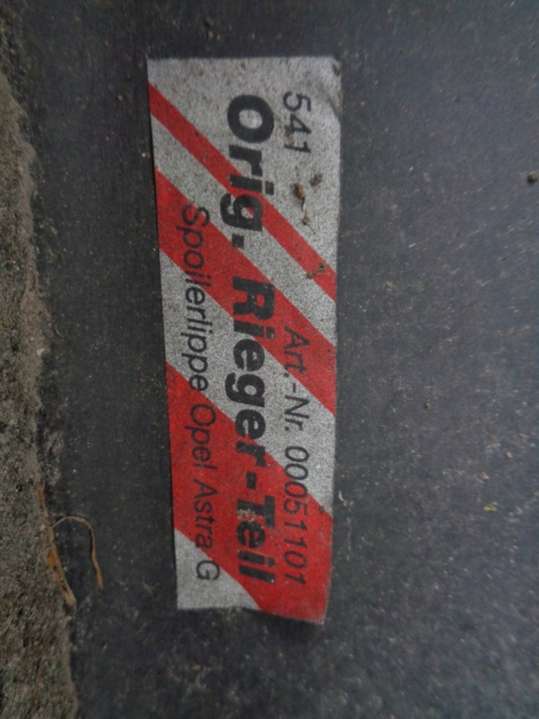 541 Art.-Nr. 00051101
Orig. Rieger-Teil
Spoilerlippe Opel Astra G